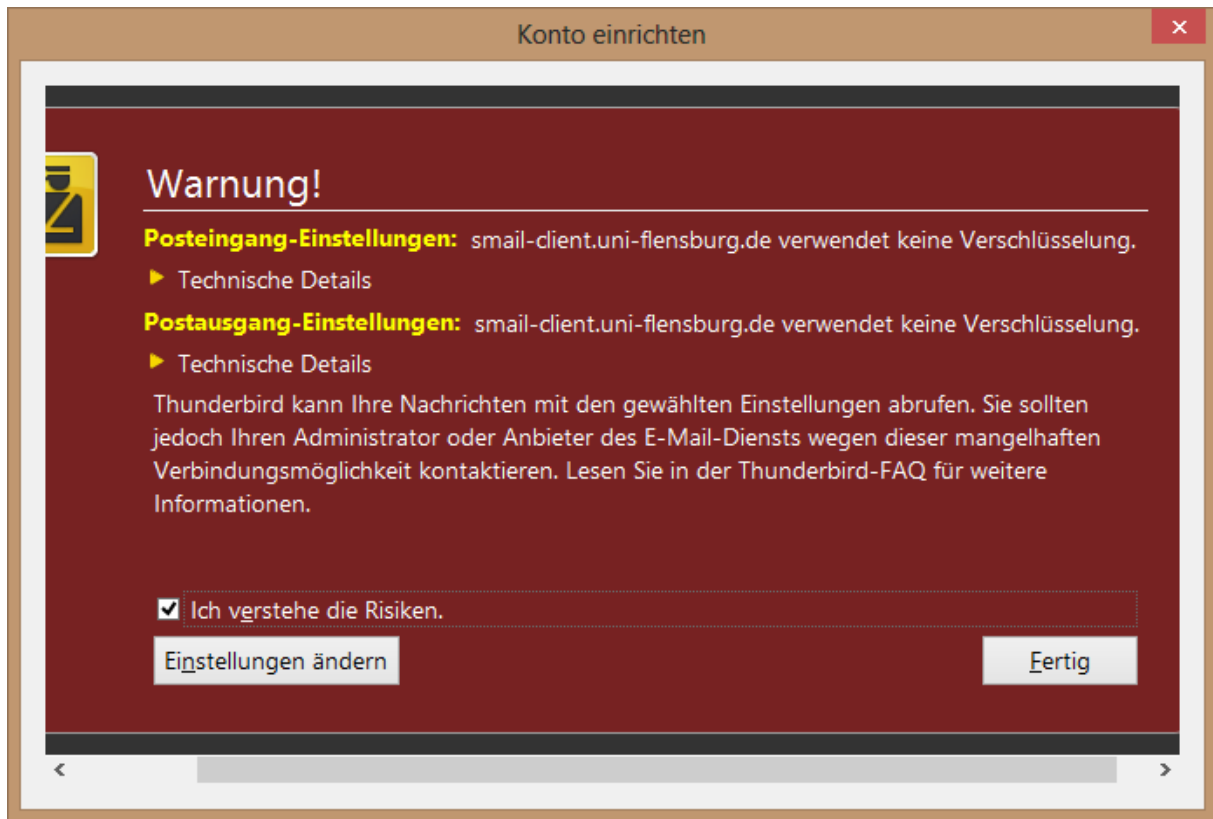 Konto einrichten
Warnung!
Posteingang-Einstellungen: smail-client.uni-flensburg.de verwendet keine Verschlüsselung.
Technische Details
Postausgang-Einstellungen: smail-client.uni-flensburg.de verwendet keine Verschlüsselung.
Technische Details
Thunderbird kann Ihre Nachrichten mit den gewählten Einstellungen abrufen. Sie sollten
jedoch Ihren Administrator oder Anbieter des E-Mail-Diensts wegen dieser mangelhaften
Verbindungsmöglichkeit kontaktieren. Lesen Sie in der Thunderbird-FAQ für weitere
Informationen.
Ich verstehe die Risiken.
Einstellungen ändern
Fertig